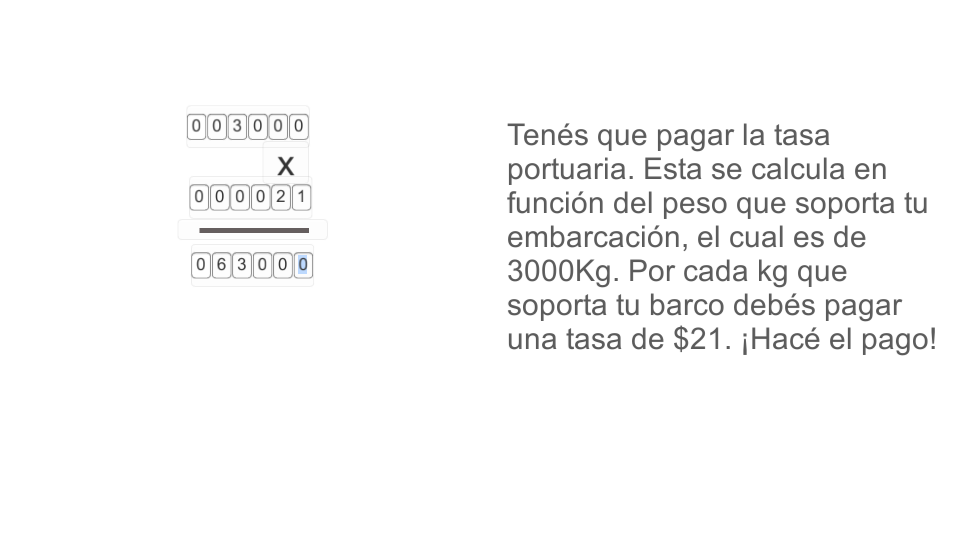 003000
X
000021
063000
Tenés que pagar la tasa
portuaria. Esta se calcula en
función del peso que soporta tu
embarcación, el cual es de
3000Kg. Por cada kg que
soporta tu barco debés pagar
una tasa de $21. ¡Hacé el pago!